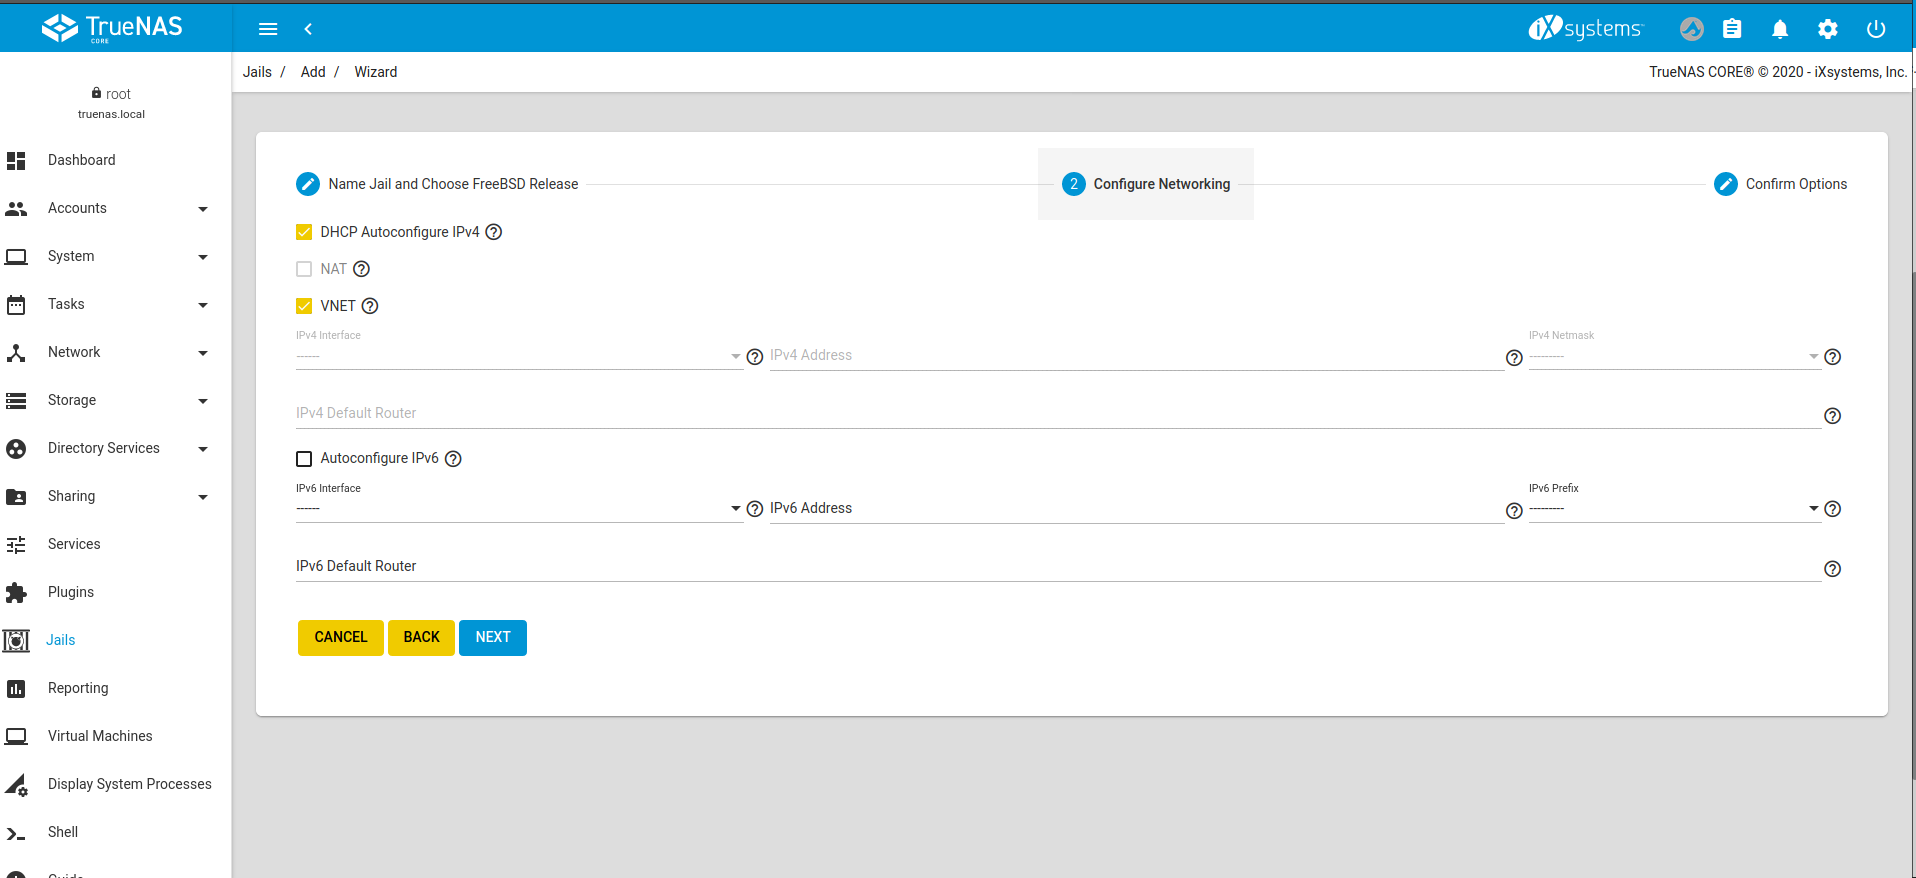 TrueNAS
CORE
iXsystems
Jails / Add / Wizard
TrueNAS CORE® © 2020 - iXsystems, Inc.
root
truenas.local
Dashboard
Accounts
System
Tasks
Network
Storage
Directory Services
Sharing
Services
Plugins
Jails
Reporting
Virtual Machines
Display System Processes
Shell
Name Jail and Choose FreeBSD Release
2 Configure Networking
Confirm Options
DHCP Autoconfigure IPv4
NAT
VNET
IPv4 Interface
IPv4 Netmask
------ IPv4 Address ---------
IPv4 Default Router
Autoconfigure IPv6
IPv6 Interface
IPv6 Prefix
------ IPv6 Address ---------
IPv6 Default Router
CANCEL BACK NEXT